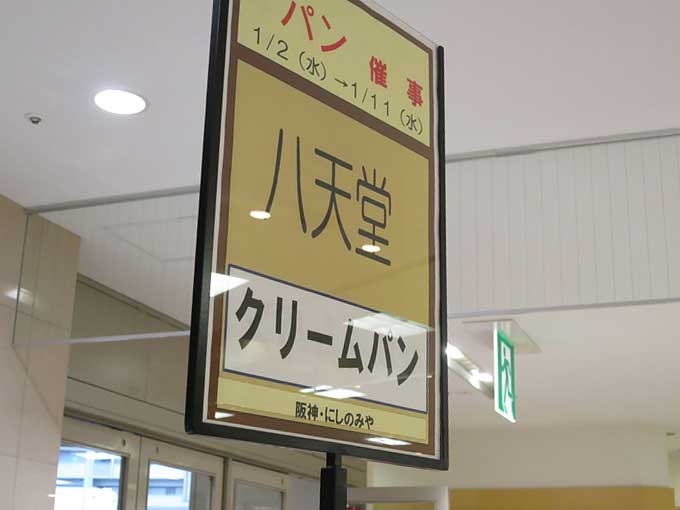 パン 催事
1/2（水）→1/11（水）
八天堂
クリームパン
阪神・にしのみや